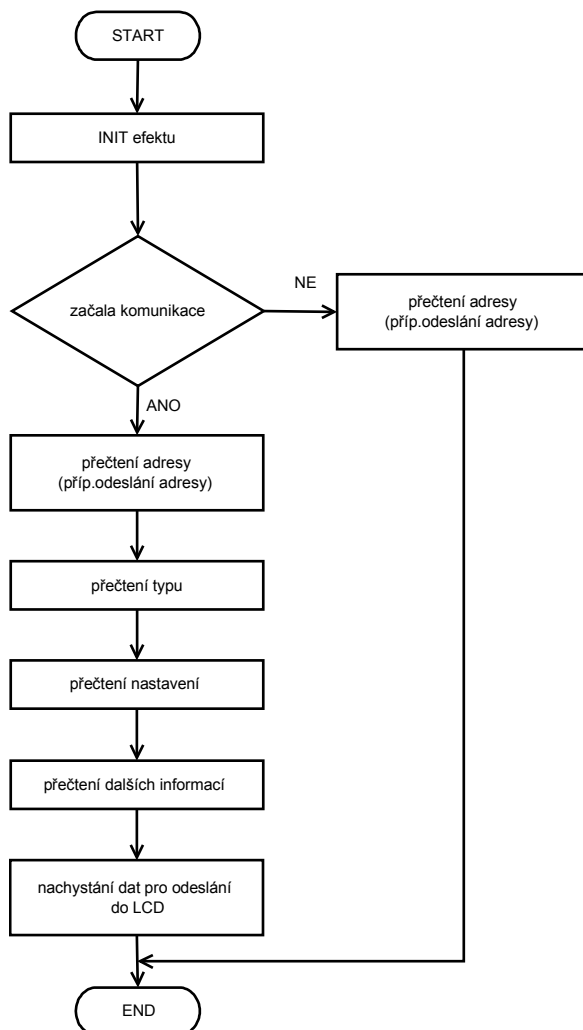 START
INIT efektu
začala komunikace
NE
přečtení adresy
(příp.odeslání adresy)
ANO
přečtení adresy
(příp.odeslání adresy)
přečtení typu
přečtení nastavení
přečtení dalších informací
nachystání dat pro odeslání
do LCD
END